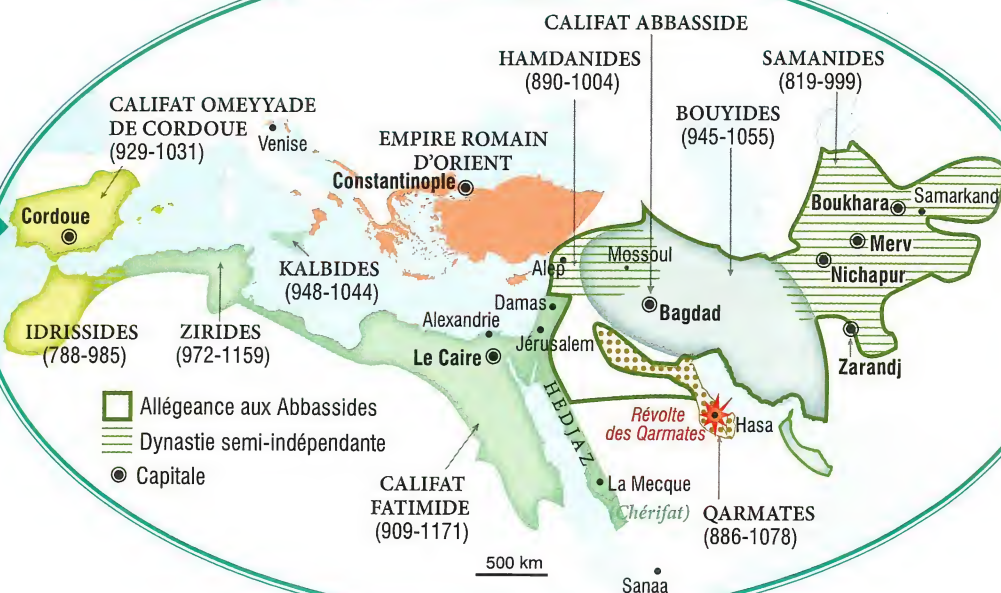 CALIFAT ABBASSIDE
HAMDANIDES
(890-1004)
SAMANIDES
(819-999)
CALIFAT OMEYYADE
DE CORDOUE
(929-1031)
Venise
BOUYIDES
(945-1055)
EMPIRE ROMAIN
D'ORIENT
Constantinople
Cordoue
Boukhara
Samarkand
Merv
Nichapur
Alep
Mossoul
KALBIDES
(948-1044)
Damas
Bagdad
IDRISSIDES
(788-985)
ZIRIDES
(972-1159)
Alexandrie
Jérusalem
Le Caire
Zarandj
HEDJAZ
Allégeance aux Abbassides
Dynastie semi-indépendante
Capitale
Révolte
des Qarmates
Hasa
CALIFAT
FATIMIDE
(909-1171)
La Mecque
(Chérifat)
QARMATES
(886-1078)
500 km
Sanaa